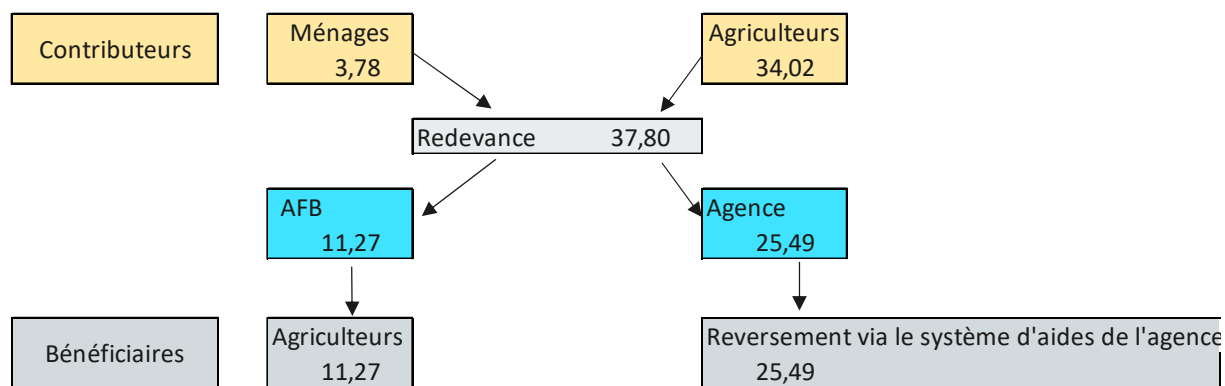 Contributeurs
Ménages
3,78
Agriculteurs
34,02
Redevance 37,80
AFB
11,27
Agence
25,49
Bénéficiaires
Agriculteurs
11,27
Reversement via le système d'aides de l'agence
25,49